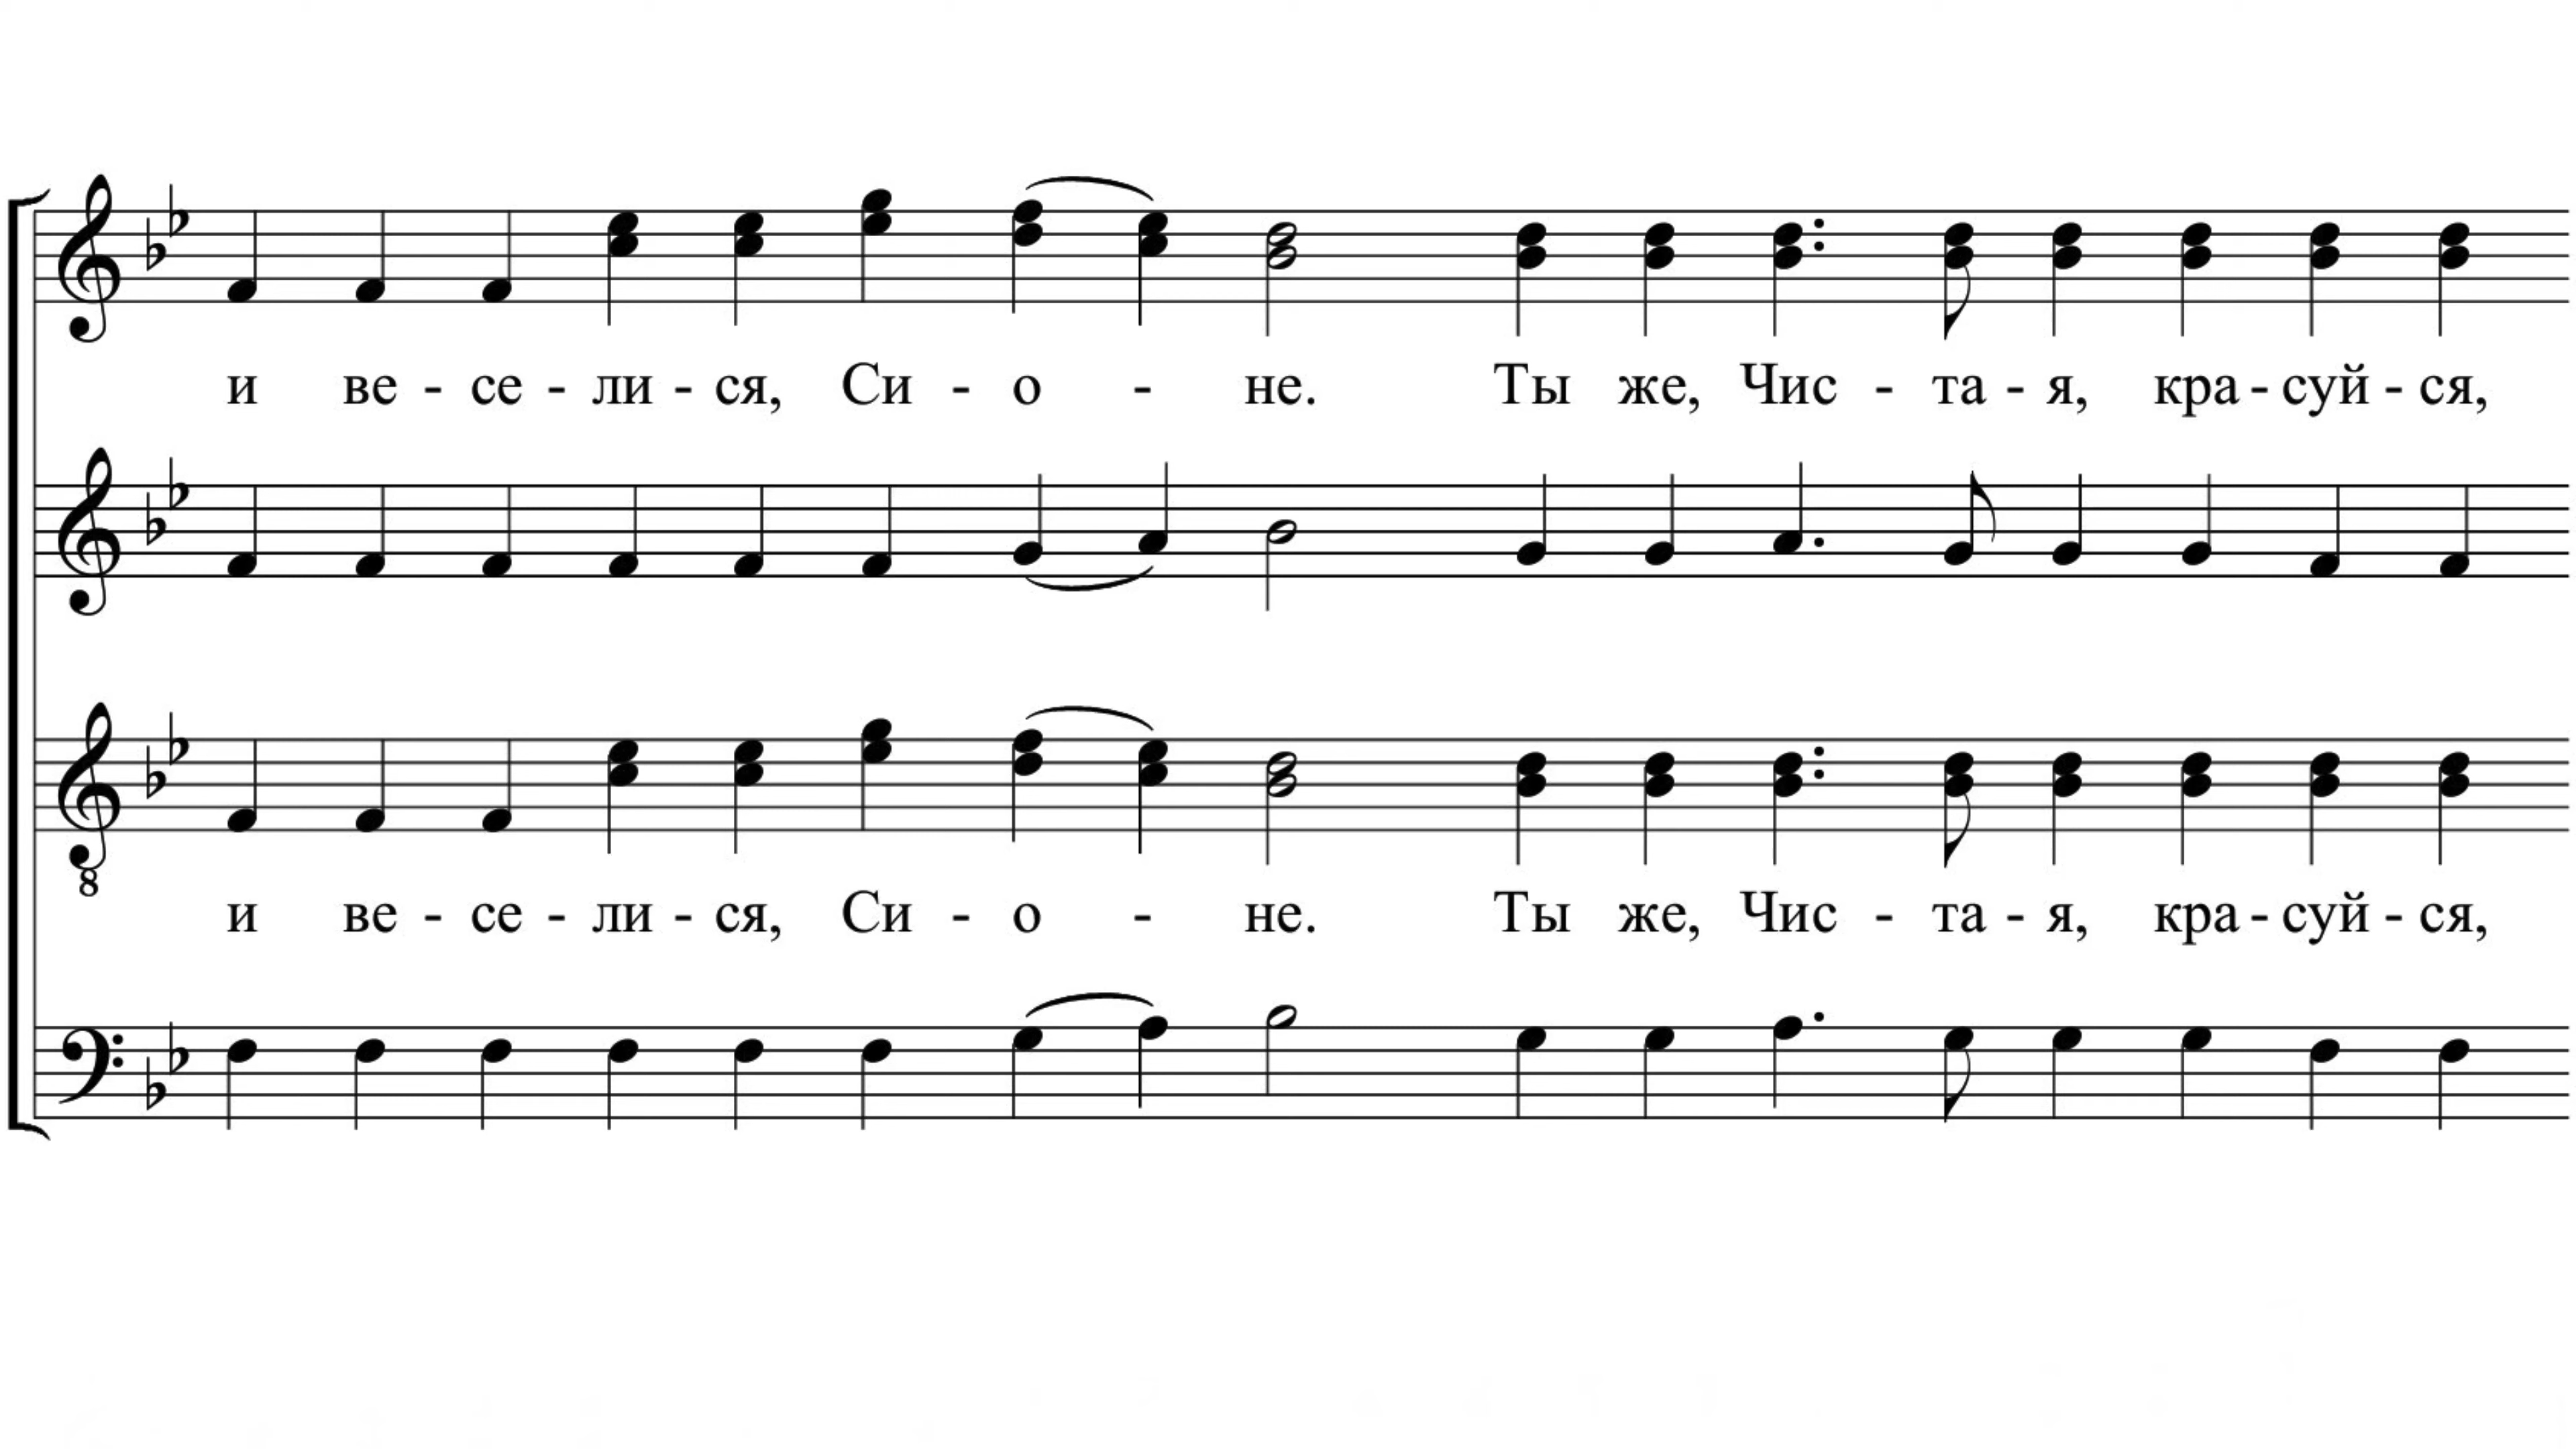 и ве - се - ли - ся, Си - о - не. Ты же, Чис - та - я, кра - суй - ся,
8
и ве - се - ли - ся, Си - о - не. Ты же, Чис - та - я, кра - суй - ся,